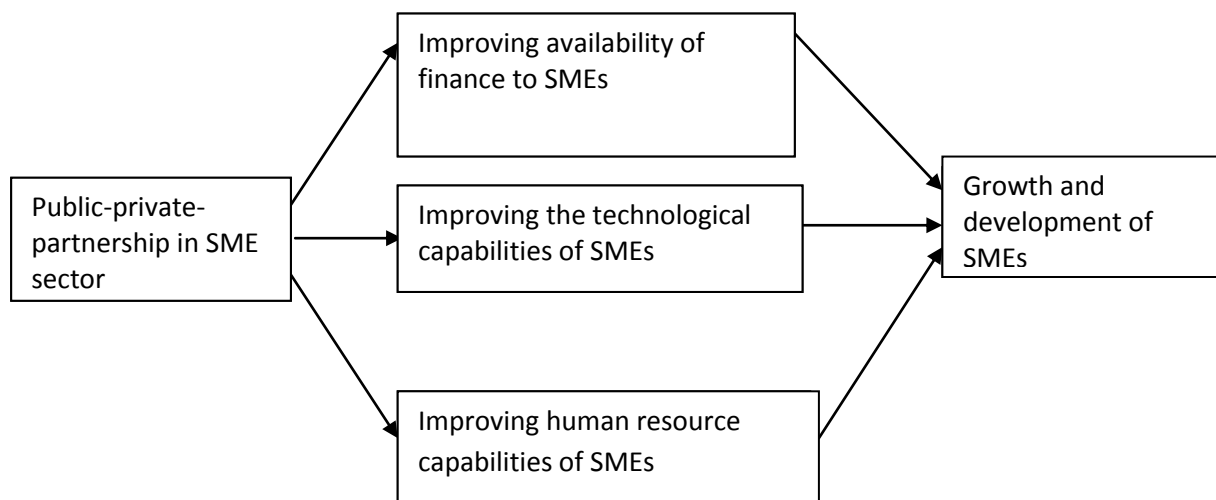 Improving availability of
finance to SMEs
Public-private-
partnership in SME
sector
Improving the technological
capabilities of SMEs
Growth and
development of
SMEs
Improving human resource
capabilities of SMEs